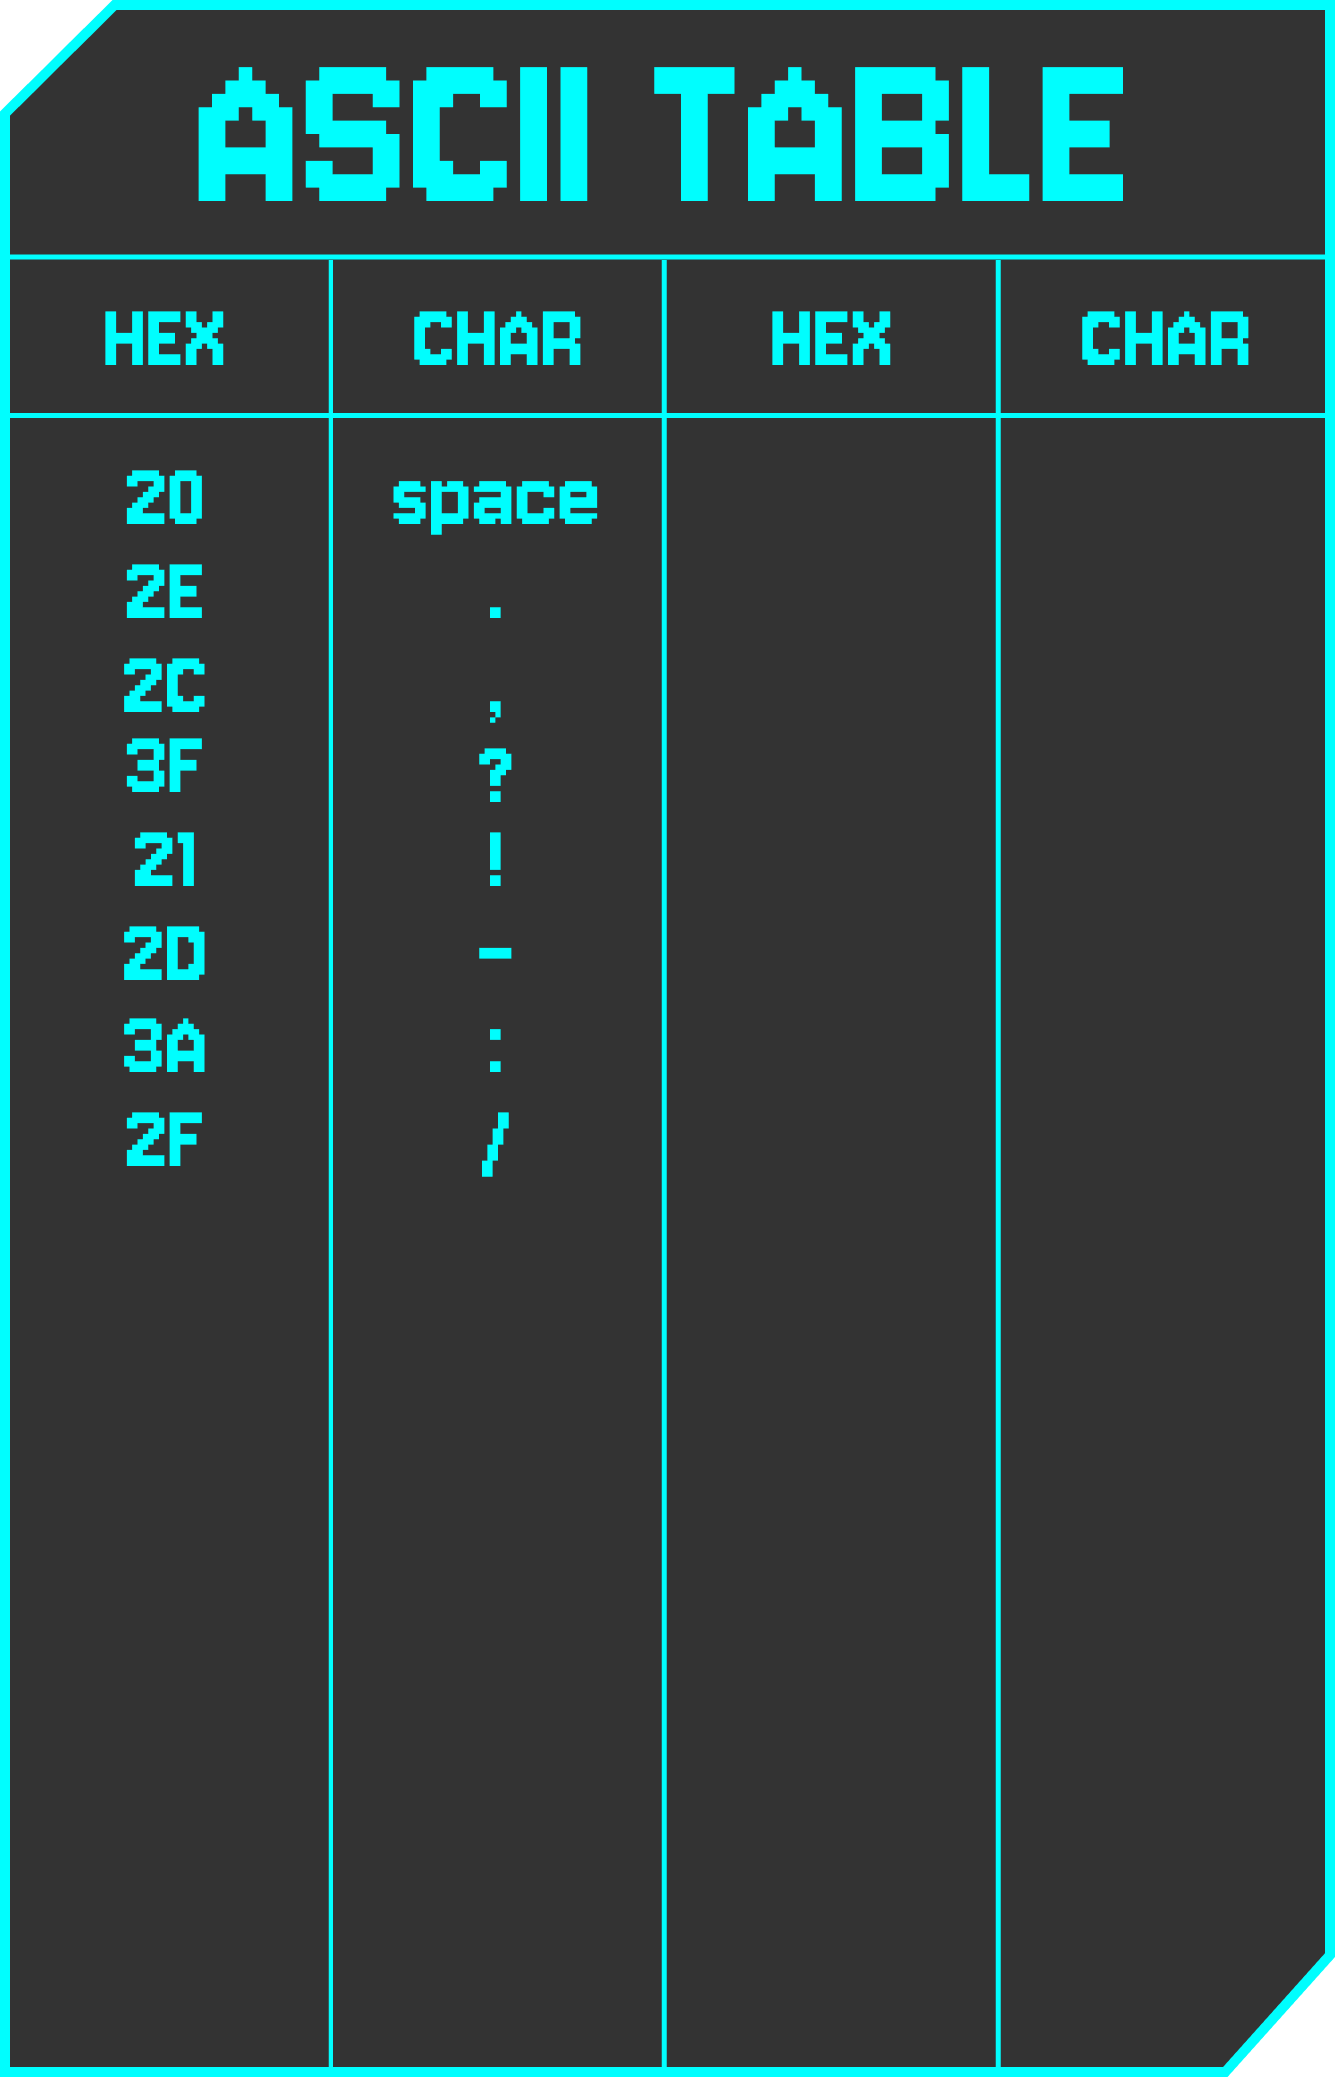 ASCII TABLE
HEX CHAR HEX CHAR
20 space
2E .
2C ,
3F ?
21 !
2D -
3A :
2F /